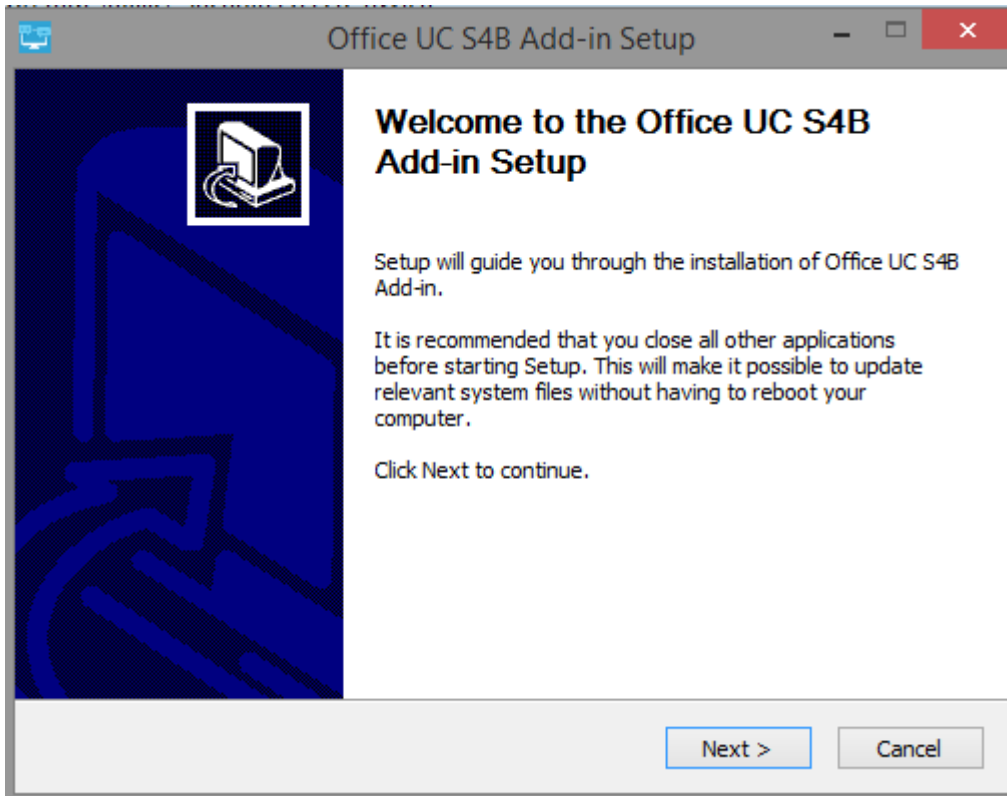 Office UC S4B Add-in Setup
Welcome to the Office UC S4B
Add-in Setup
Setup will guide you through the installation of Office UC S4B
Add-in.
It is recommended that you close all other applications
before starting Setup. This will make it possible to update
relevant system files without having to reboot your
computer.
Click Next to continue.
Next >
Cancel